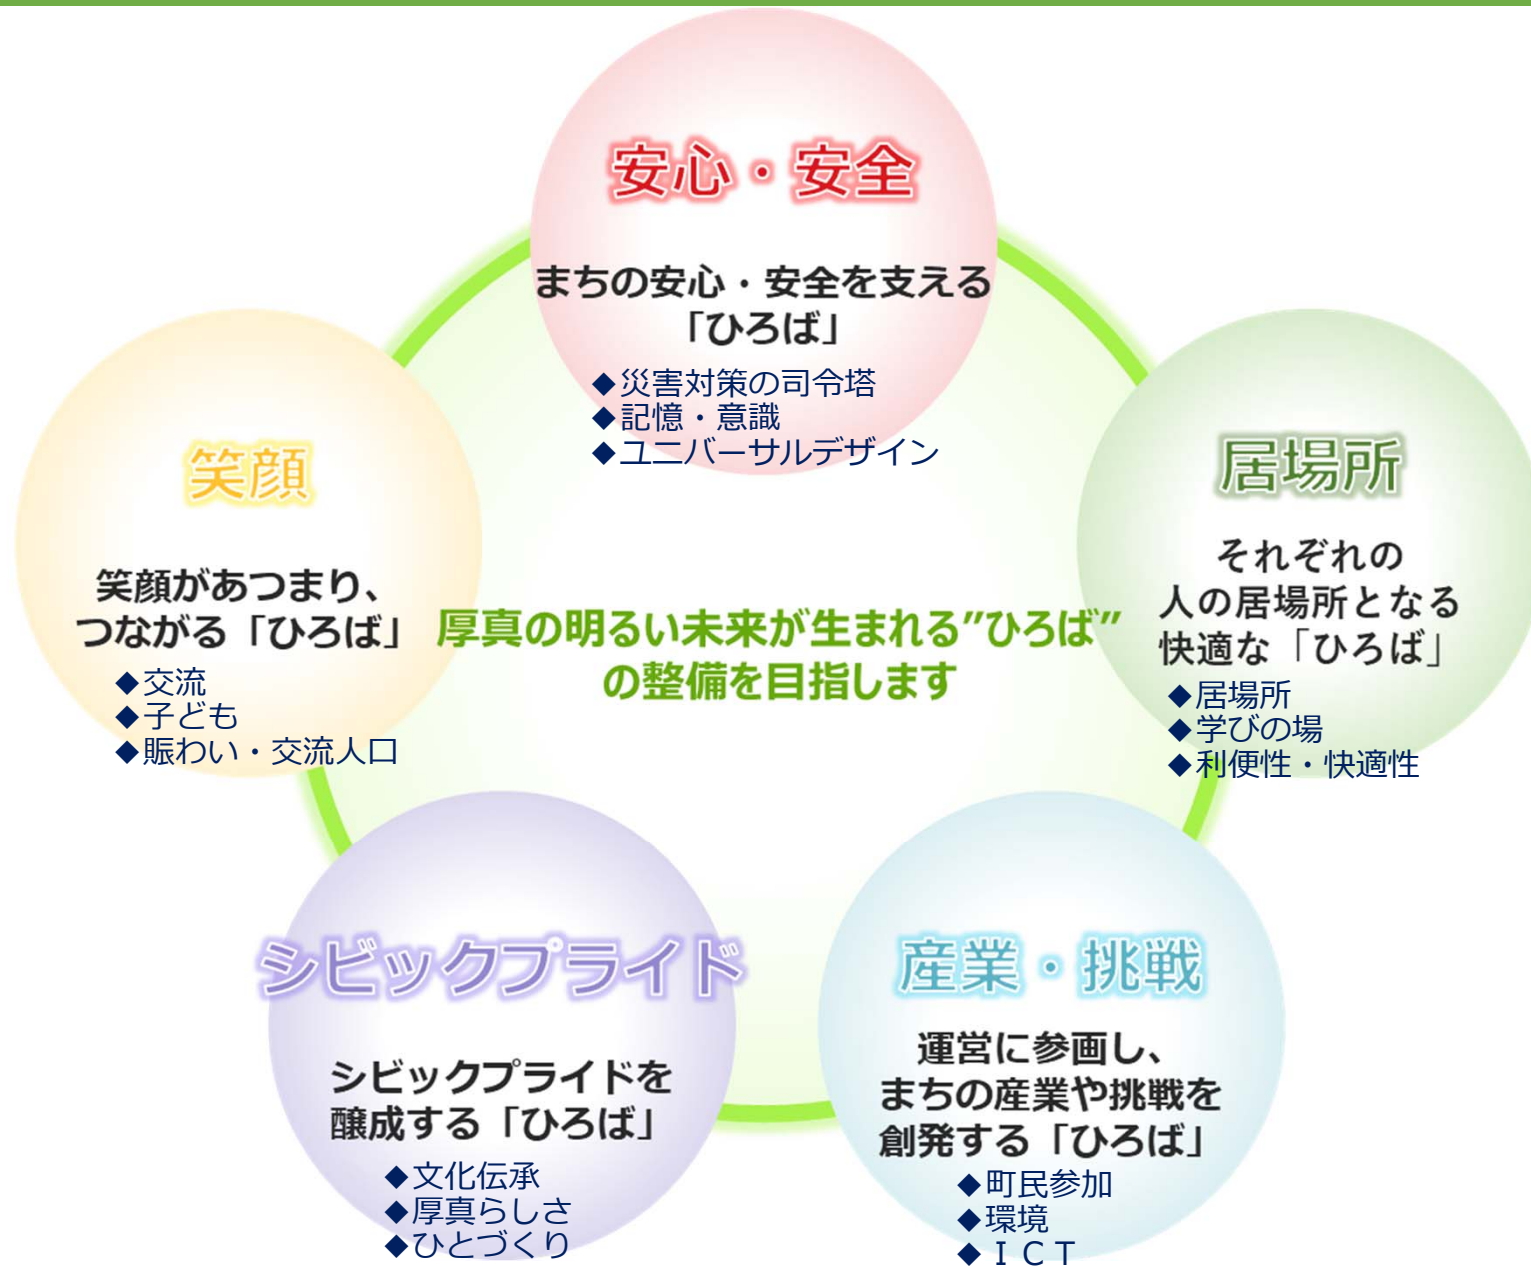 安心・安全
まちの安心・安全を支える
「ひろば」
◆災害対策の司令塔
◆記憶・意識
◆ユニバーサルデザイン
笑顔
笑顔があつまり、
つながる「ひろば」
◆交流
◆子ども
◆賑わい・交流人口
厚真の明るい未来が生まれる”ひろば”
の整備を目指します
居場所
それぞれの
人の居場所となる
快適な「ひろば」
◆居場所
◆学びの場
◆利便性・快適性
シビックプライド
シビックプライドを
醸成する「ひろば」
◆文化伝承
◆厚真らしさ
◆ひとづくり
産業・挑戦
運営に参画し、
まちの産業や挑戦を
創発する「ひろば」
◆町民参加
◆環境
◆ＩＣＴ